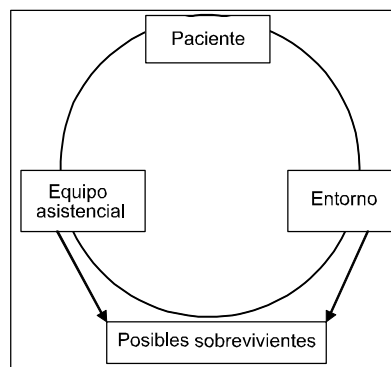 Paciente
Equipo
asistencial
Entorno
Posibles sobrevivientes